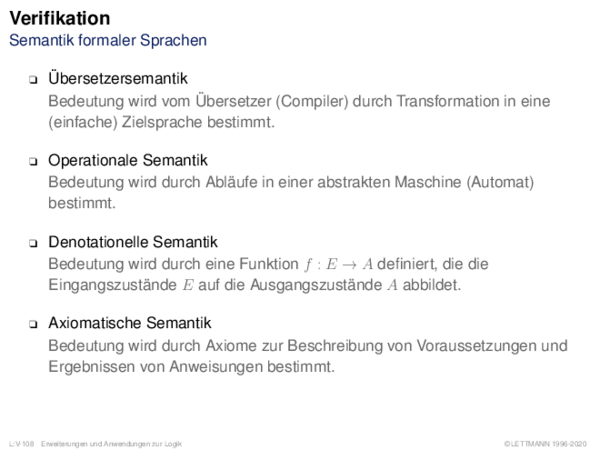 Verifikation
Semantik formaler Sprachen
❑ Übersetzersemantik
Bedeutung wird vom Übersetzer (Compiler) durch Transformation in eine
(einfache) Zielsprache bestimmt.
❑ Operationale Semantik
Bedeutung wird durch Abläufe in einer abstrakten Maschine (Automat)
bestimmt.
❑ Denotationelle Semantik
Bedeutung wird durch eine Funktion f : E → A definiert, die die
Eingangszustände E auf die Ausgangszustände A abbildet.
❑ Axiomatische Semantik
Bedeutung wird durch Axiome zur Beschreibung von Voraussetzungen und
Ergebnissen von Anweisungen bestimmt.
L:V-108 Erweiterungen und Anwendungen zur Logik ©LETTMANN 1996-2020